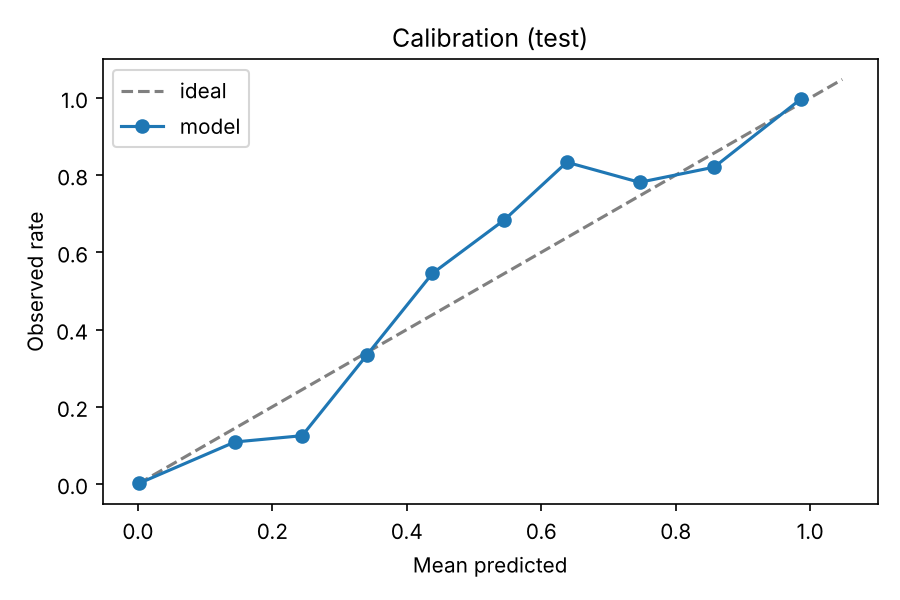 Calibration (test)
ideal
model
1.0
0.8
0.6
0.4
0.2
0.0
Observed rate
0.0 0.2 0.4 0.6 0.8 1.0
Mean predicted